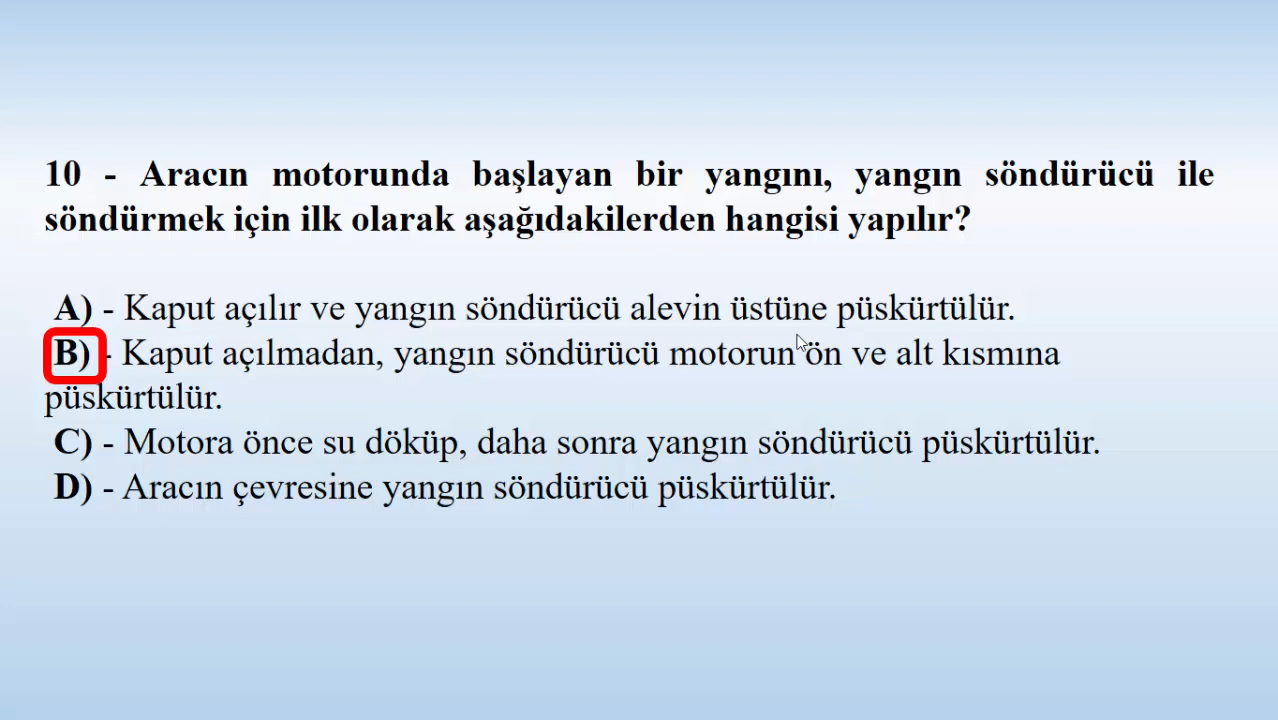 10 - Aracın motorunda başlayan bir yangını, yangın söndürücü ile
söndürmek için ilk olarak aşağıdakilerden hangisi yapılır?
A) - Kaput açılır ve yangın söndürücü alevin üstüne püskürtülür.
B) - Kaput açılmadan, yangın söndürücü motorun ön ve alt kısmına
püskürtülür.
C) - Motora önce su döküp, daha sonra yangın söndürücü püskürtülür.
D) - Aracın çevresine yangın söndürücü püskürtülür.